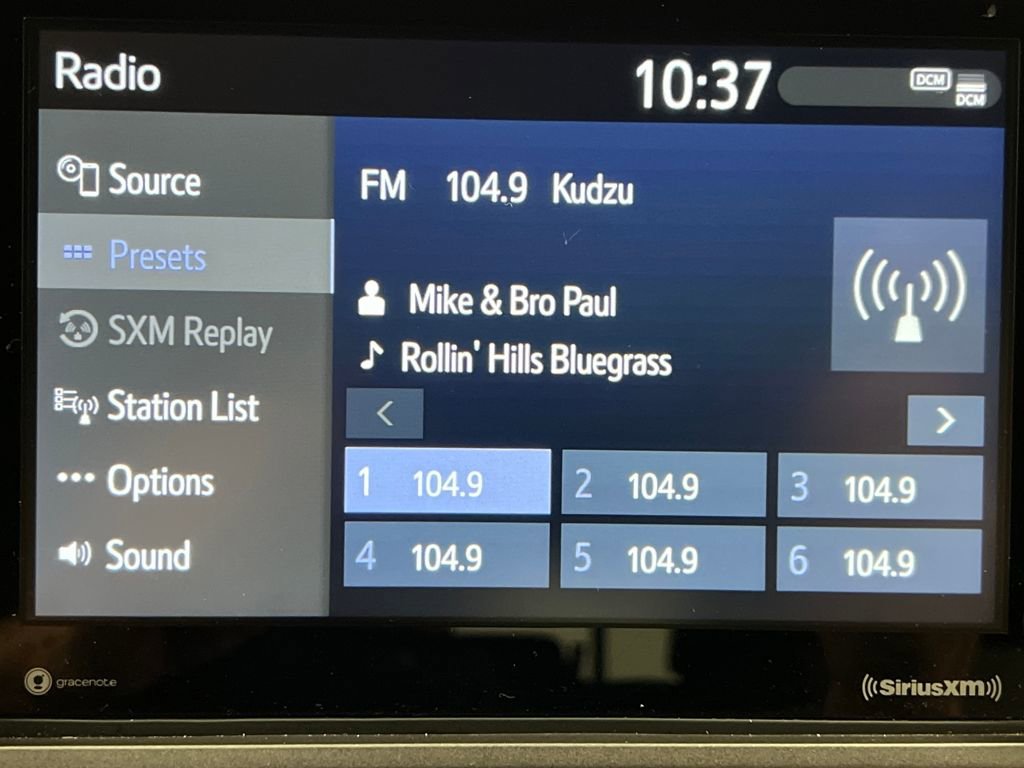 Radio
10:37
DCM
DCM
Source
Presets
SXM Replay
Station List
Options
Sound
FM 104.9 Kudzu
Mike & Bro Paul
Rollin' Hills Bluegrass
<
>
1 104.9
2 104.9
3 104.9
4 104.9
5 104.9
6 104.9
gracenote
SiriusXM